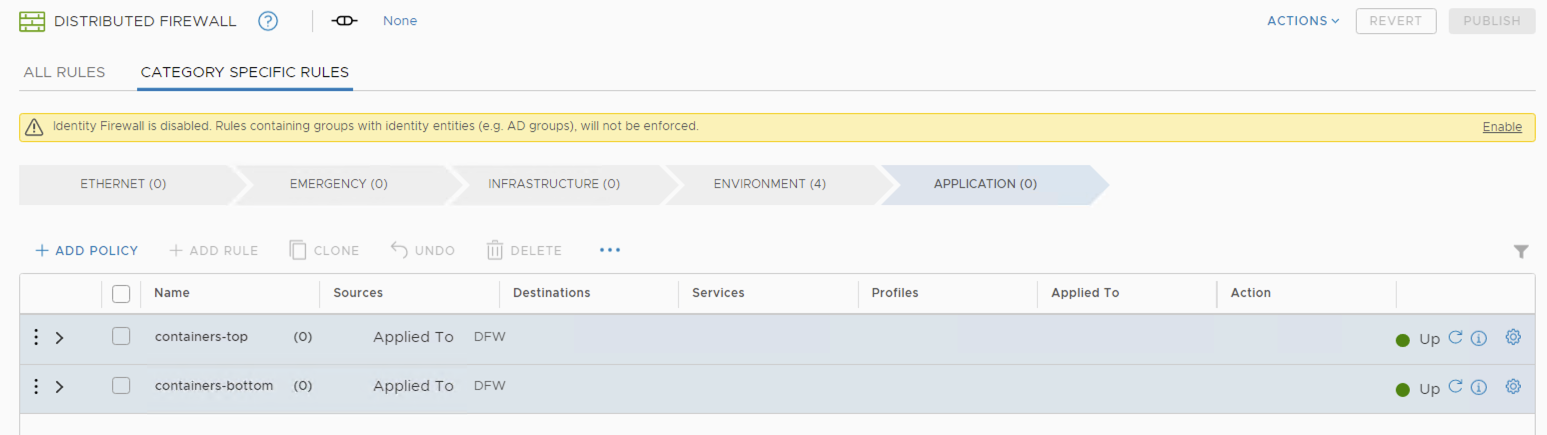 DISTRIBUTED FIREWALL ? None ACTIONS REVERT PUBLISH
ALL RULES CATEGORY SPECIFIC RULES
Identity Firewall is disabled. Rules containing groups with identity entities (e.g. AD groups), will not be enforced. Enable
ETHERNET (0) EMERGENCY (0) INFRASTRUCTURE (0) ENVIRONMENT (4) APPLICATION (0)
+ ADD POLICY + ADD RULE CLONE UNDO DELETE ...
Name Sources Destinations Services Profiles Applied To Action
containers-top (0) Applied To DFW Up
containers-bottom (0) Applied To DFW Up